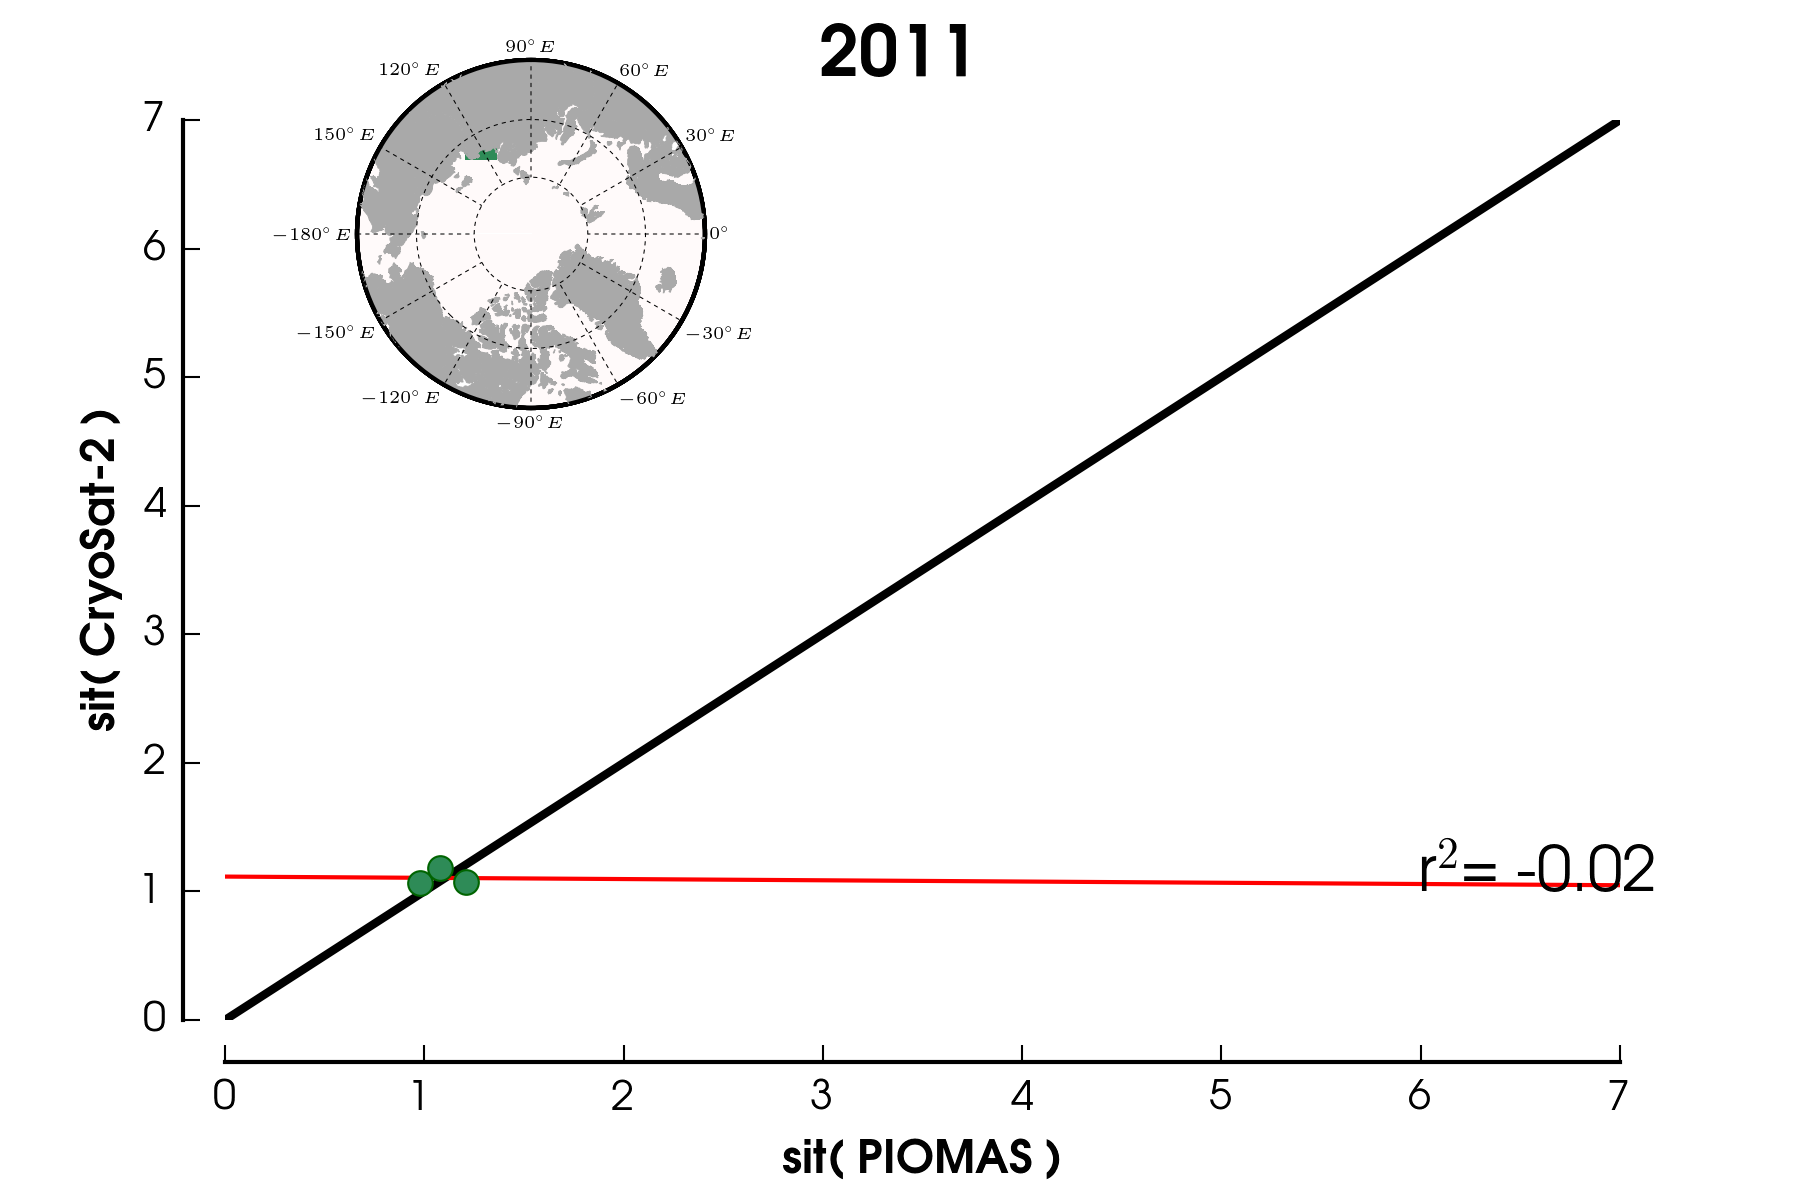 2011
90° E
120° E
60° E
150° E
30° E
−180° E
0°
−150° E
−30° E
−120° E
−60° E
−90° E
7
6
5
4
3
2
1
0
sit( CryoSat-2 )
r²= -0.02
0 1 2 3 4 5 6 7
sit( PIOMAS )